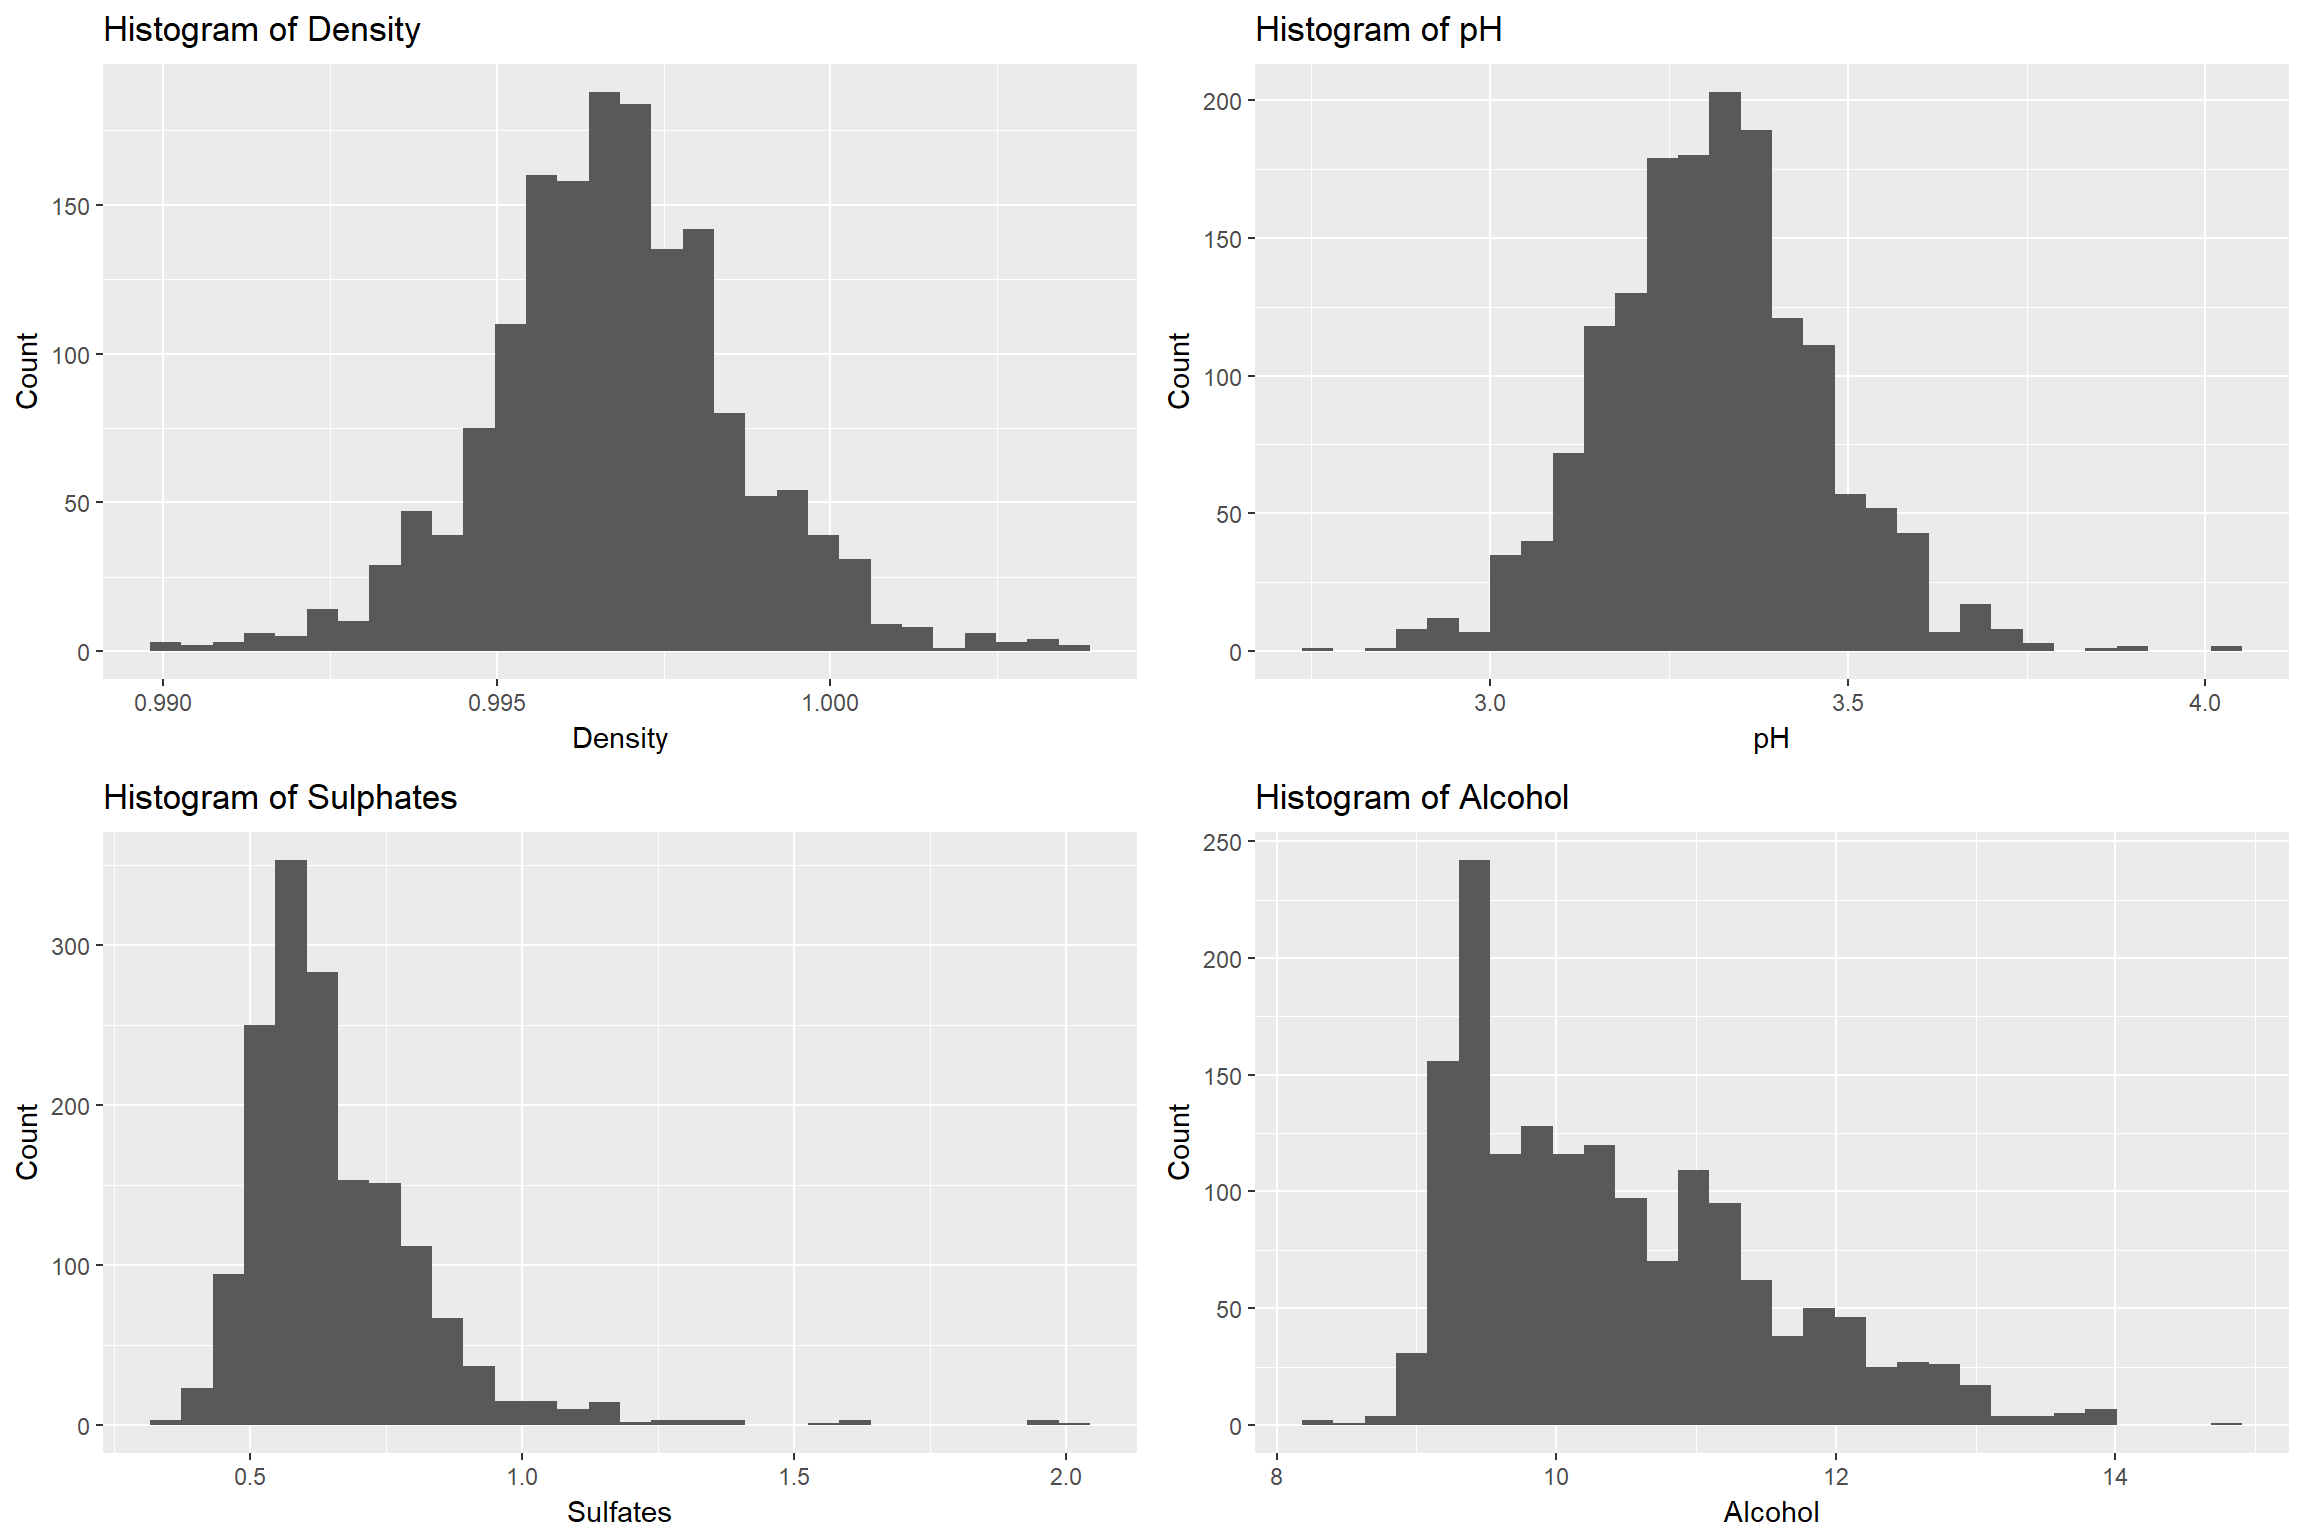 Histogram of Density
Count
150
100
50
0
0.990 0.995 1.000
Density
Histogram of pH
Count
200
150
100
50
0
3.0 3.5 4.0
pH
Histogram of Sulphates
Count
300
200
100
0
0.5 1.0 1.5 2.0
Sulfates
Histogram of Alcohol
Count
250
200
150
100
50
0
8 10 12 14
Alcohol